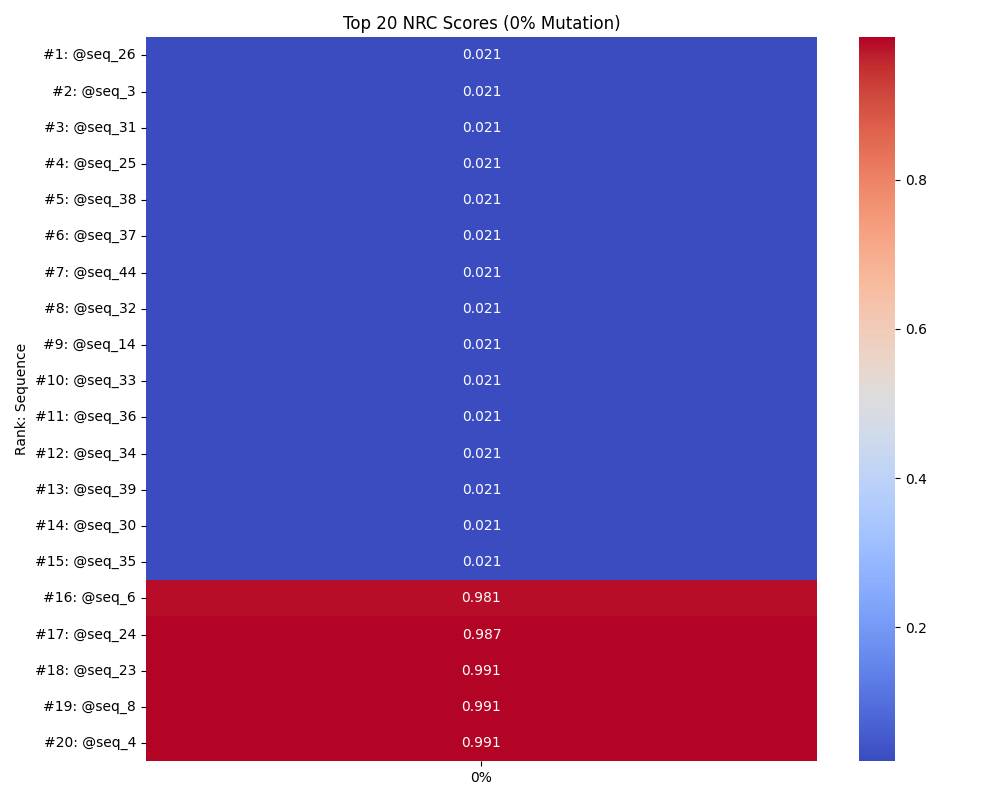 Top 20 NRC Scores (0% Mutation)
Rank: Sequence
#1: @seq_26 0.021
#2: @seq_3 0.021
#3: @seq_31 0.021
#4: @seq_25 0.021
#5: @seq_38 0.021
#6: @seq_37 0.021
#7: @seq_44 0.021
#8: @seq_32 0.021
#9: @seq_14 0.021
#10: @seq_33 0.021
#11: @seq_36 0.021
#12: @seq_34 0.021
#13: @seq_39 0.021
#14: @seq_30 0.021
#15: @seq_35 0.021
#16: @seq_6 0.981
#17: @seq_24 0.987
#18: @seq_23 0.991
#19: @seq_8 0.991
#20: @seq_4 0.991
0%
0.8
0.6
0.4
0.2